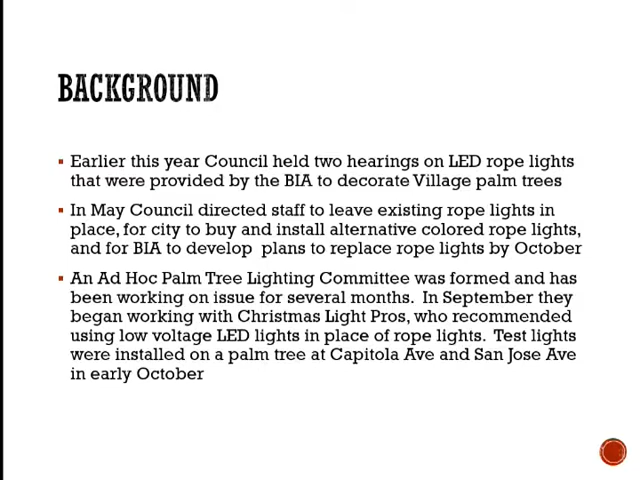 BACKGROUND
Earlier this year Council held two hearings on LED rope lights
that were provided by the BIA to decorate Village palm trees
In May Council directed staff to leave existing rope lights in
place, for city to buy and install alternative colored rope lights,
and for BIA to develop plans to replace rope lights by October
An Ad Hoc Palm Tree Lighting Committee was formed and has
been working on issue for several months. In September they
began working with Christmas Light Pros, who recommended
using low voltage LED lights in place of rope lights. Test lights
were installed on a palm tree at Capitola Ave and San Jose Ave
in early October